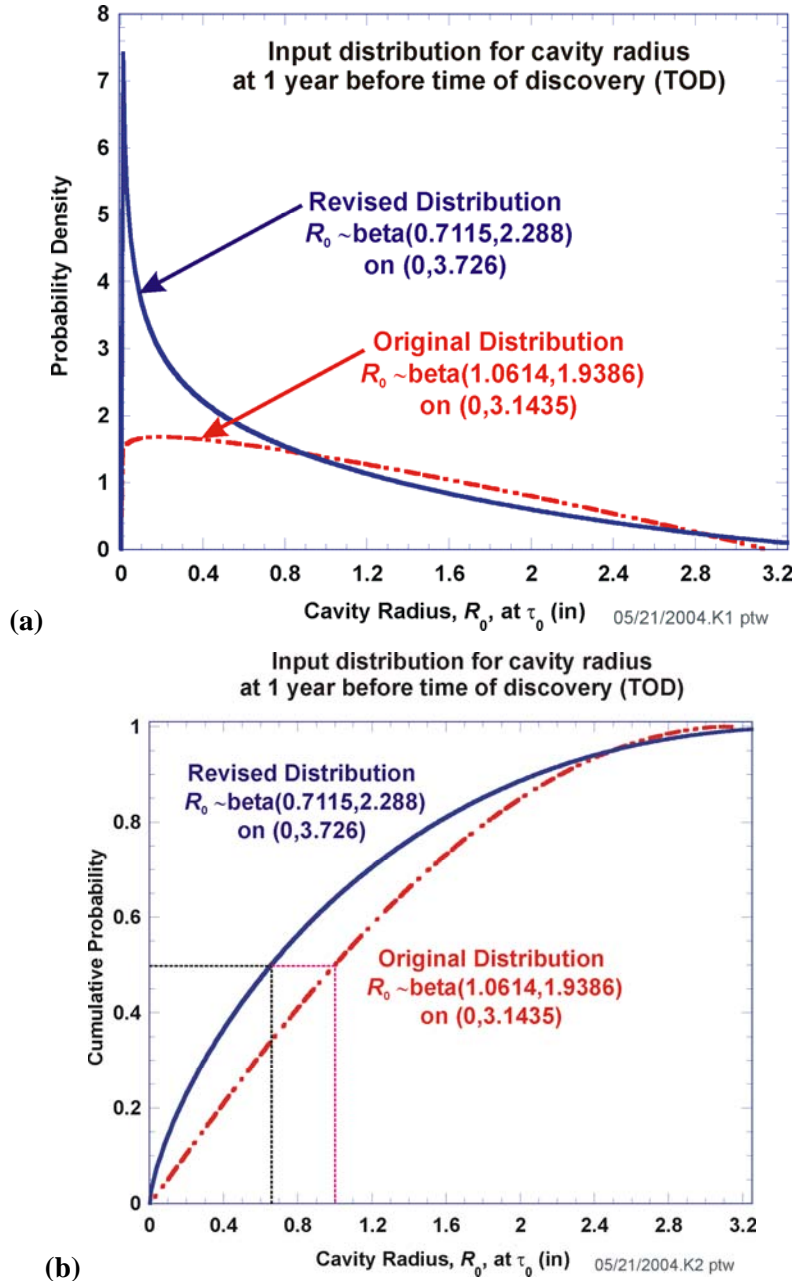 Input distribution for cavity radius
at 1 year before time of discovery (TOD)
8
7
6
5
4
3
2
1
0
Probability Density
Revised Distribution
R₀ ~beta(0.7115,2.288)
on (0,3.726)
Original Distribution
R₀ ~beta(1.0614,1.9386)
on (0,3.1435)
0 0.4 0.8 1.2 1.6 2 2.4 2.8 3.2
Cavity Radius, R₀, at τ₀ (in)
05/21/2004.K1 ptw
(a)
Input distribution for cavity radius
at 1 year before time of discovery (TOD)
1
0.8
0.6
0.4
0.2
0
Cumulative Probability
Revised Distribution
R₀ ~beta(0.7115,2.288)
on (0,3.726)
Original Distribution
R₀ ~beta(1.0614,1.9386)
on (0,3.1435)
0 0.4 0.8 1.2 1.6 2 2.4 2.8 3.2
Cavity Radius, R₀, at τ₀ (in)
05/21/2004.K2 ptw
(b)